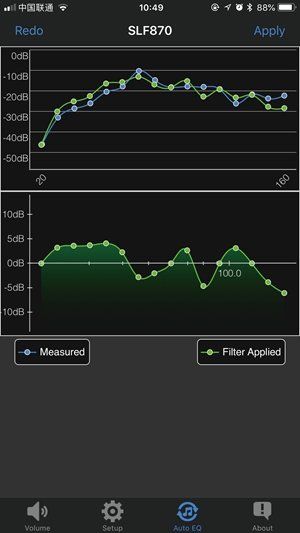 中国联通 10:49 88%
Redo SLF870 Apply
0dB
-10dB
-20dB
-30dB
-40dB
-50dB
20 160
10dB
5dB
0dB
-5dB
-10dB
100.0
Measured Filter Applied
Volume Setup Auto EQ About